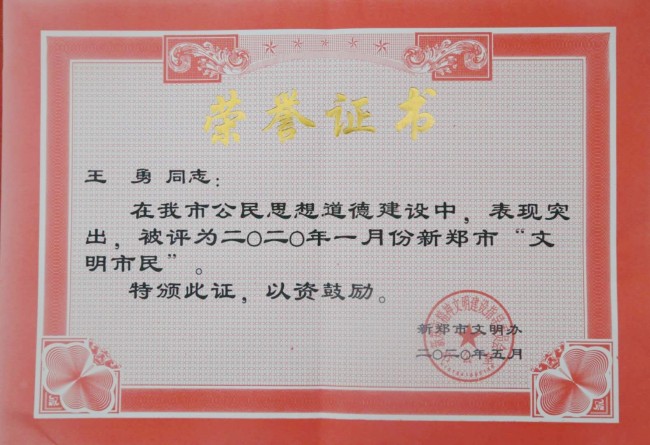 荣誉证书
王 勇 同志：
在我市公民思想道德建设中，表现突
出，被评为二〇二〇年一月份新郑市“文
明市民”。
特颁此证，以资鼓励。
新郑市文明办
二〇二〇年五月